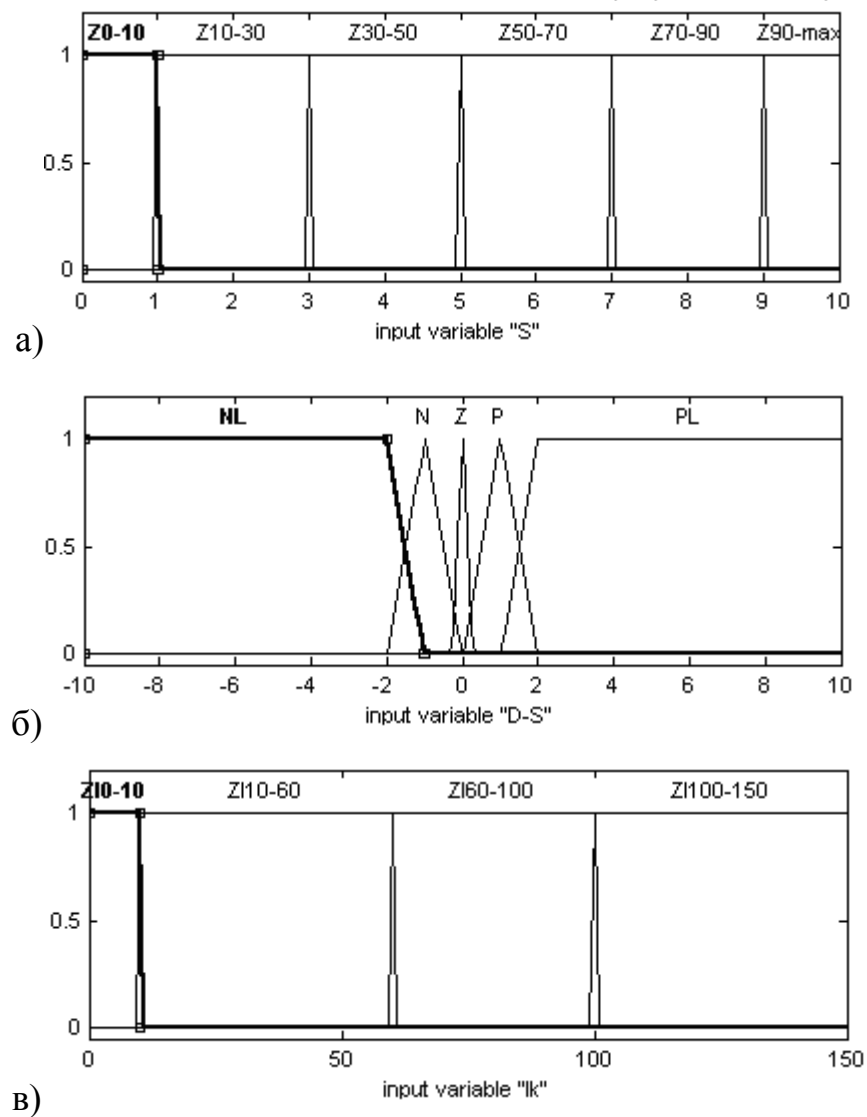 Z0-10 Z10-30 Z30-50 Z50-70 Z70-90 Z90-max
1
0.5
0
0 1 2 3 4 5 6 7 8 9 10
input variable "S"
а)
NL N Z P PL
1
0.5
0
-10 -8 -6 -4 -2 0 2 4 6 8 10
input variable "D-S"
б)
ZI0-10 ZI10-60 ZI60-100 ZI100-150
1
0.5
0
0 50 100 150
input variable "Ik"
в)